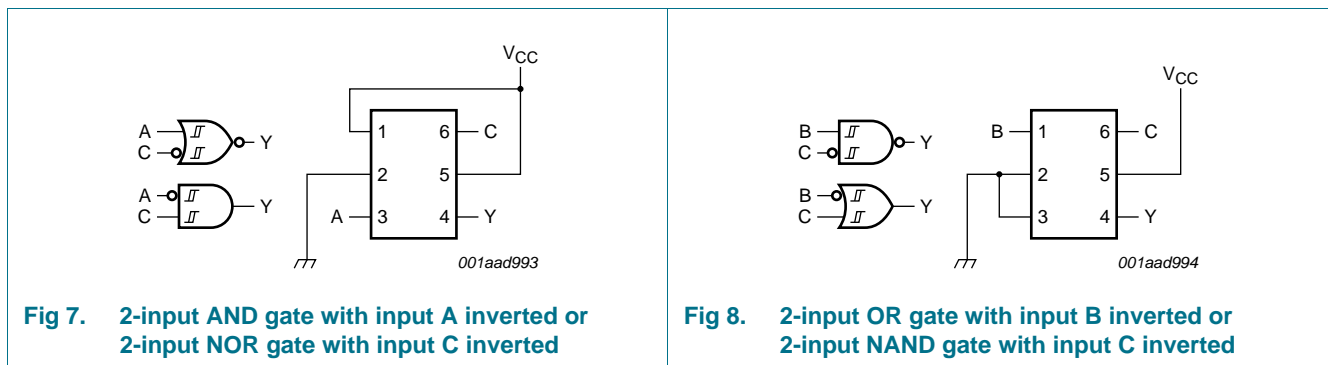 V_CC
A
C
Y
A
C
Y
1
6
C
2
5
A
3
4
Y
001aad993
Fig 7. 2-input AND gate with input A inverted or
2-input NOR gate with input C inverted
V_CC
B
C
Y
B
C
Y
B
1
6
C
2
5
3
4
Y
001aad994
Fig 8. 2-input OR gate with input B inverted or
2-input NAND gate with input C inverted